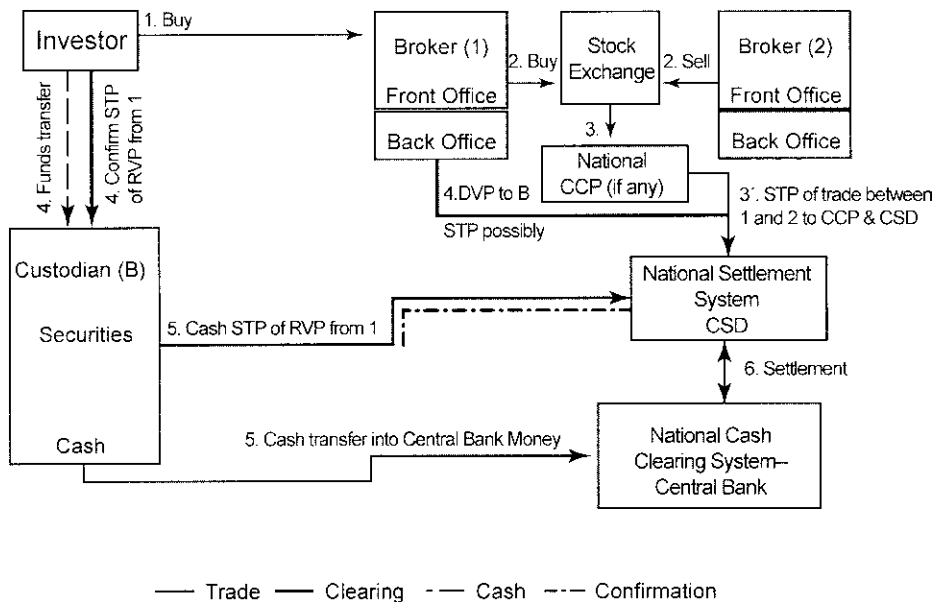 1. Buy
Investor
Broker (1)
Front Office
Back Office
2. Buy
Stock
Exchange
2. Sell
Broker (2)
Front Office
Back Office
3.
National
CCP (if any)
4. Funds transfer
4. Confirm STP
of RVP from 1
4.DVP to B
STP possibly
3´. STP of trade between
1 and 2 to CCP & CSD
Custodian (B)
Securities
Cash
5. Cash STP of RVP from 1
National Settlement
System
CSD
6. Settlement
5. Cash transfer into Central Bank Money
National Cash
Clearing System–
Central Bank
Trade
Clearing
Cash
Confirmation